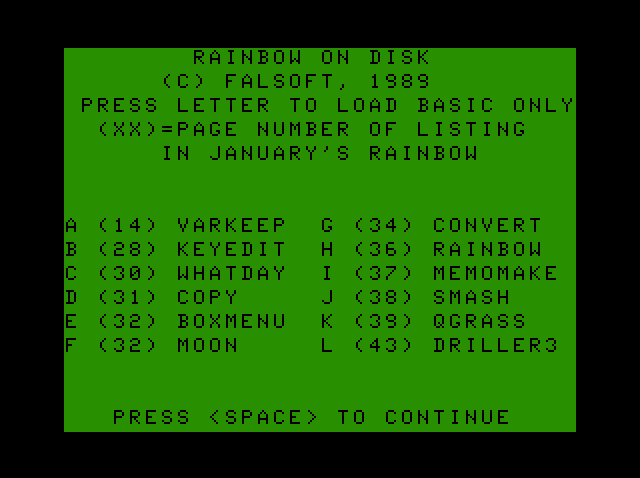 RAINBOW ON DISK
(C) FALSOFT, 1989
PRESS LETTER TO LOAD BASIC ONLY
(XX)=PAGE NUMBER OF LISTING
IN JANUARY'S RAINBOW
A (14) VARKEEP G (34) CONVERT
B (28) KEYEDIT H (36) RAINBOW
C (30) WHATDAY I (37) MEMOMAKE
D (31) COPY J (38) SMASH
E (32) BOXMENU K (39) QGRASS
F (32) MOON L (43) DRILLER3
PRESS <SPACE> TO CONTINUE